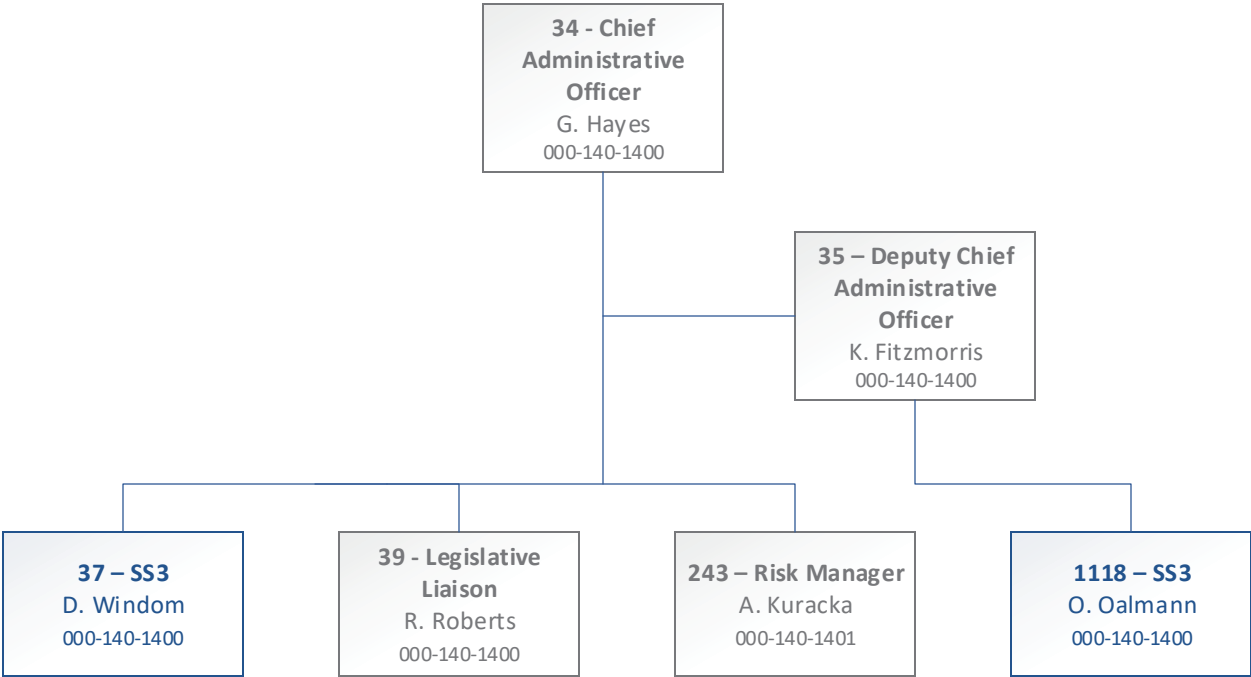 34 - Chief
Administrative
Officer
G. Hayes
000-140-1400
35 – Deputy Chief
Administrative
Officer
K. Fitzmorris
000-140-1400
37 – SS3
D. Windom
000-140-1400
39 - Legislative
Liaison
R. Roberts
000-140-1400
243 – Risk Manager
A. Kuracka
000-140-1401
1118 – SS3
O. Oalmann
000-140-1400